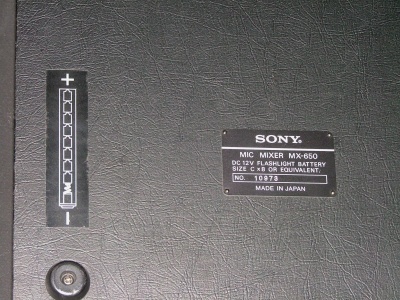 +
-
SONY®
MIC MIXER MX-650
DC 12V FLASHLIGHT BATTERY
SIZE C ×8 OR EQUIVALENT.
NO. 10978
MADE IN JAPAN